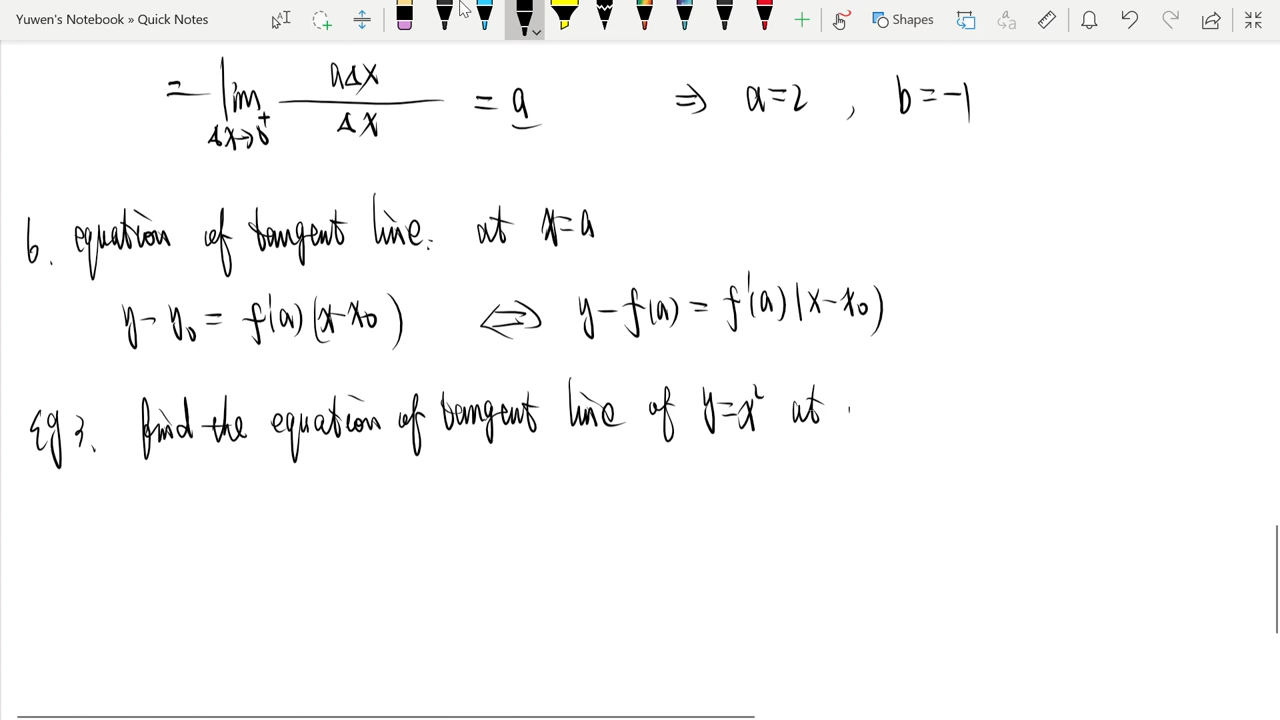 Yuwen's Notebook » Quick Notes
Shapes
= lim Δx→0⁺ aΔx / Δx = a ⇒ a=2 , b=-1
6. equation of tangent line. at x=a
y-y₀ = f'(a)(x-x₀) ⇔ y-f(a) = f'(a)(x-x₀)
Eg 3. find the equation of tangent line of y=x² at